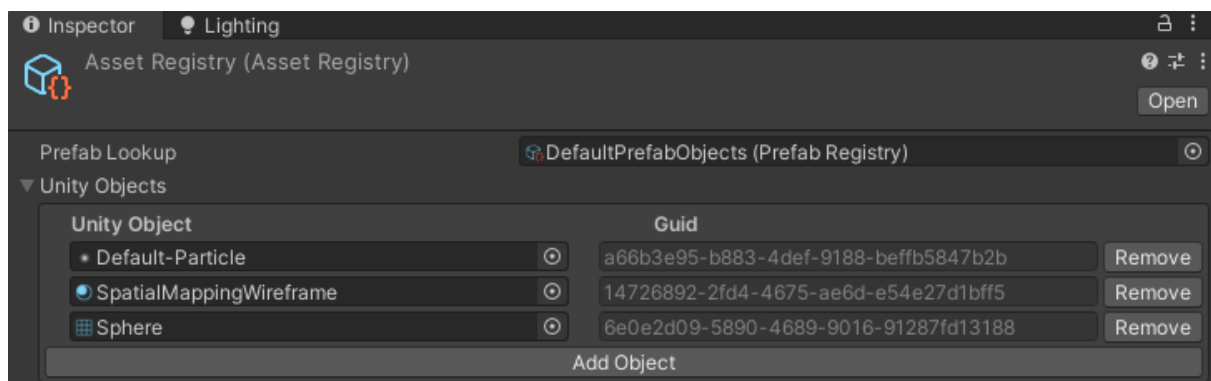 Inspector Lighting
Asset Registry (Asset Registry)
Open
Prefab Lookup DefaultPrefabObjects (Prefab Registry)
Unity Objects
Unity Object Guid
Default-Particle a66b3e95-b883-4def-9188-beffb5847b2b Remove
SpatialMappingWireframe 14726892-2fd4-4675-ae6d-e54e27d1bff5 Remove
Sphere 6e0e2d09-5890-4689-9016-91287fd13188 Remove
Add Object